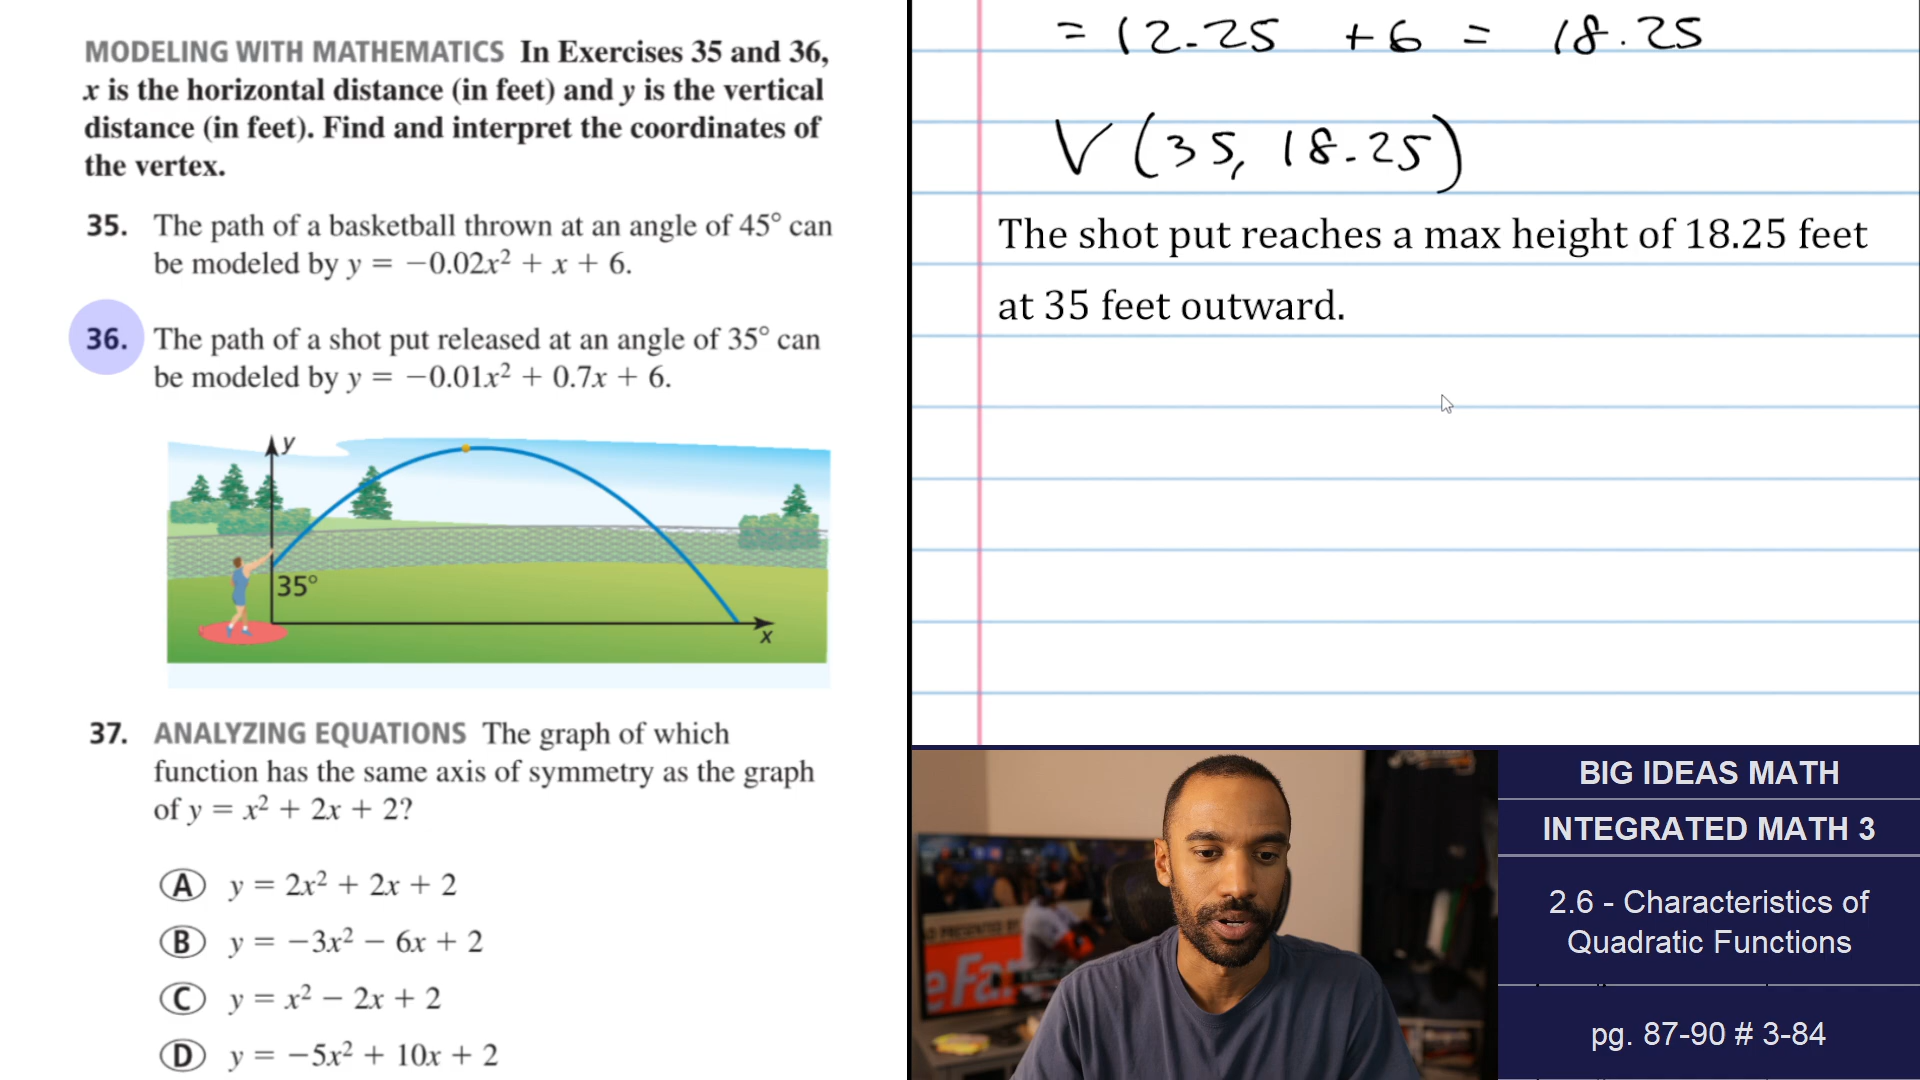 MODELING WITH MATHEMATICS In Exercises 35 and 36,
x is the horizontal distance (in feet) and y is the vertical
distance (in feet). Find and interpret the coordinates of
the vertex.
35. The path of a basketball thrown at an angle of 45° can
be modeled by y = −0.02x² + x + 6.
36. The path of a shot put released at an angle of 35° can
be modeled by y = −0.01x² + 0.7x + 6.
y
35°
x
37. ANALYZING EQUATIONS The graph of which
function has the same axis of symmetry as the graph
of y = x² + 2x + 2?
A y = 2x² + 2x + 2
B y = −3x² − 6x + 2
C y = x² − 2x + 2
D y = −5x² + 10x + 2
= 12.25 + 6 = 18.25
V (35, 18.25)
The shot put reaches a max height of 18.25 feet
at 35 feet outward.
BIG IDEAS MATH
INTEGRATED MATH 3
2.6 - Characteristics of
Quadratic Functions
pg. 87-90 # 3-84